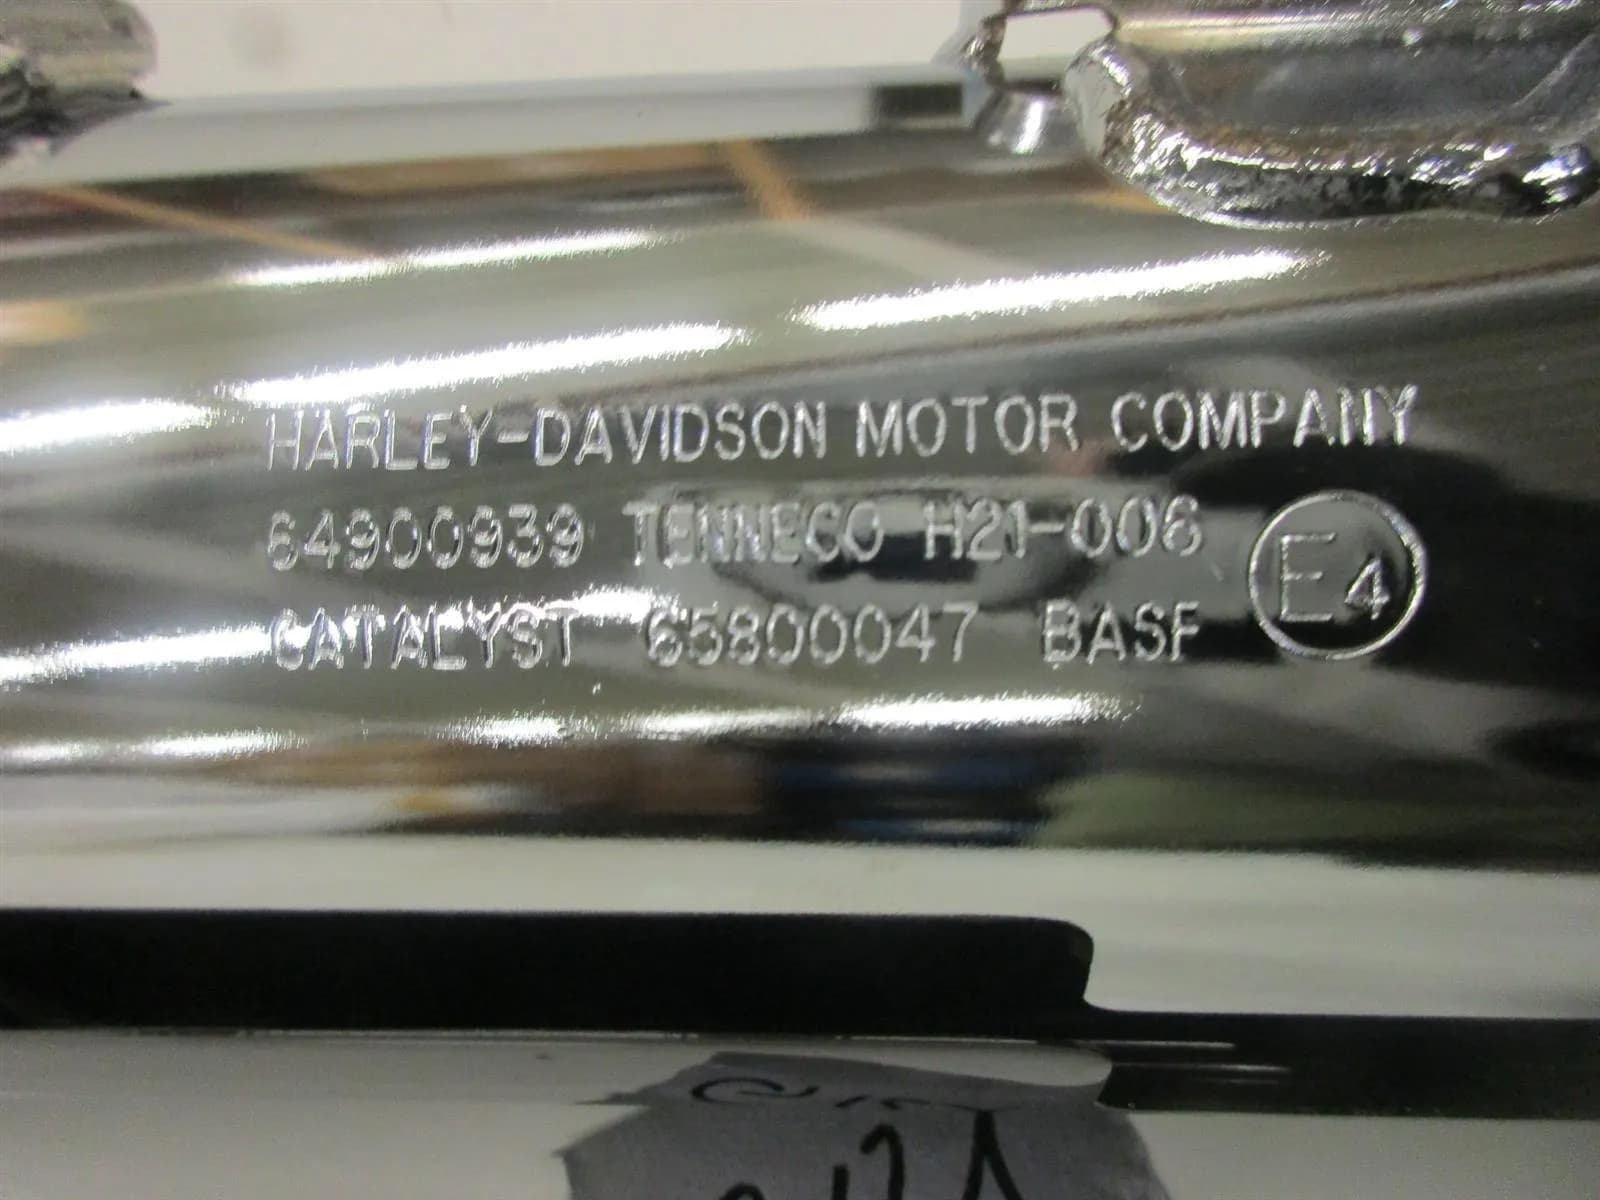 HARLEY-DAVIDSON MOTOR COMPANY
64900939 TENNECO H21-006
CATALYST 65800047 BASF
E4